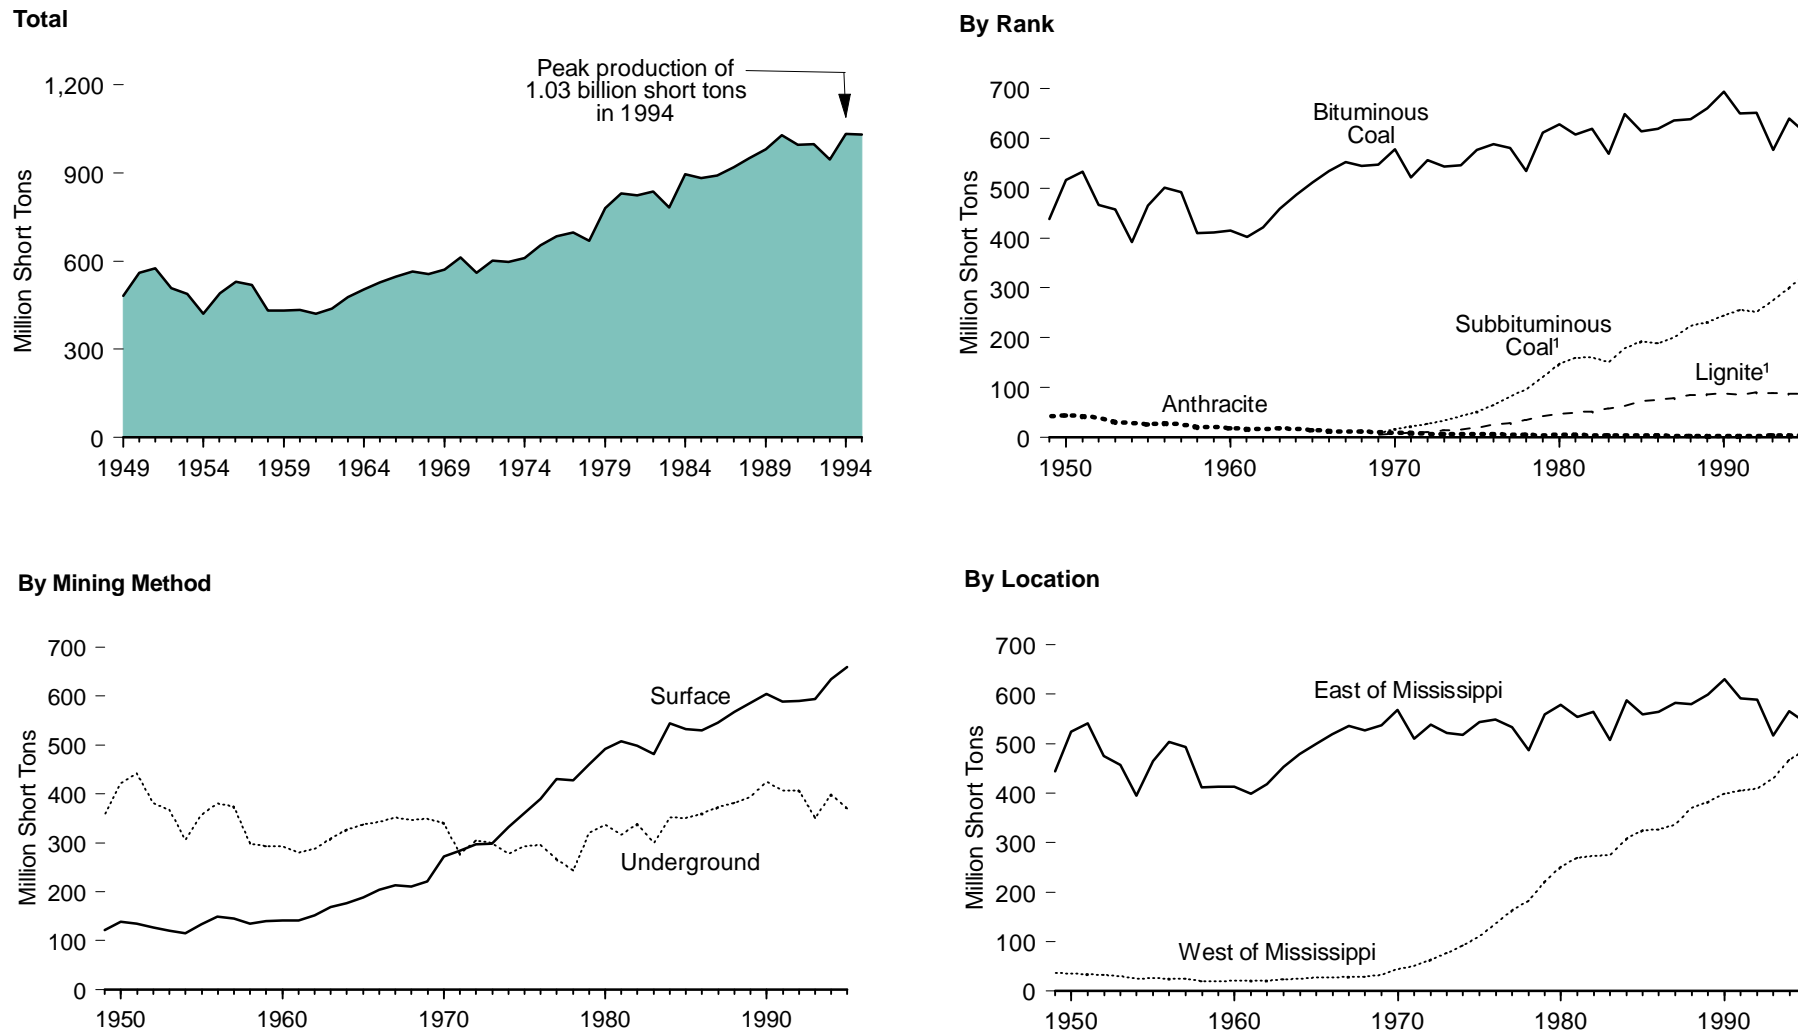 Total
Peak production of
1.03 billion short tons
in 1994
Million Short Tons
1,200
900
600
300
0
1949 1954 1959 1964 1969 1974 1979 1984 1989 1994
By Rank
Million Short Tons
700
600
500
400
300
200
100
0
Bituminous
Coal
Subbituminous
Coal¹
Lignite¹
Anthracite
1950 1960 1970 1980 1990
By Mining Method
Million Short Tons
700
600
500
400
300
200
100
0
Surface
Underground
1950 1960 1970 1980 1990
By Location
Million Short Tons
700
600
500
400
300
200
100
0
East of Mississippi
West of Mississippi
1950 1960 1970 1980 1990